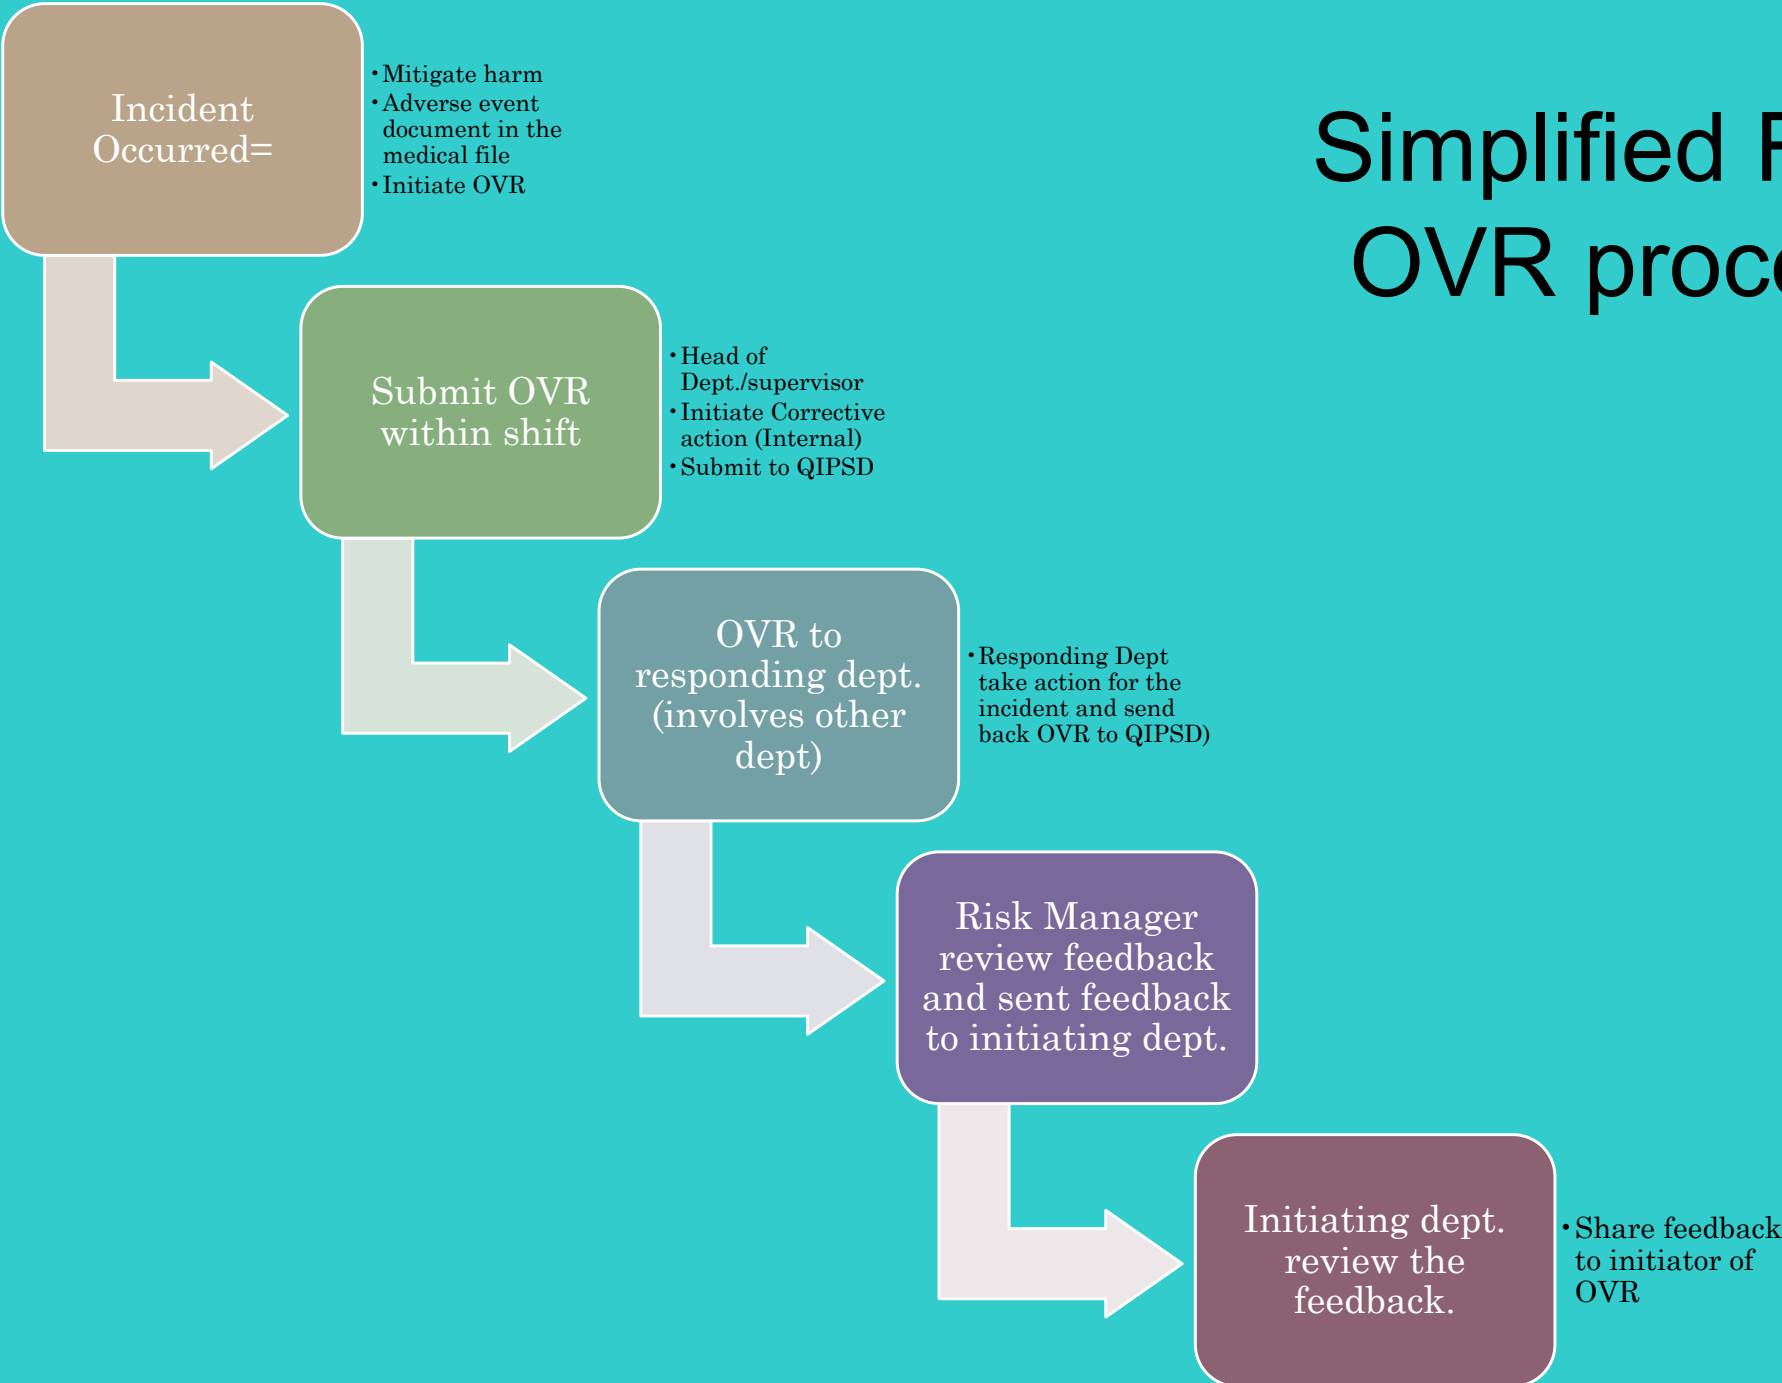 Simplified
OVR
Incident
Occurred=
•Mitigate harm
•Adverse event
document in the
medical file
•Initiate OVR
Submit OVR
within shift
•Head of
Dept./supervisor
•Initiate Corrective
action (Internal)
•Submit to QIPSD
OVR to
responding dept.
(involves other
dept)
•Responding Dept
take action for the
incident and send
back OVR to QIPSD)
Risk Manager
review feedback
and sent feedback
to initiating dept.
Initiating dept.
review the
feedback.
•Share feedback
to initiator of
OVR